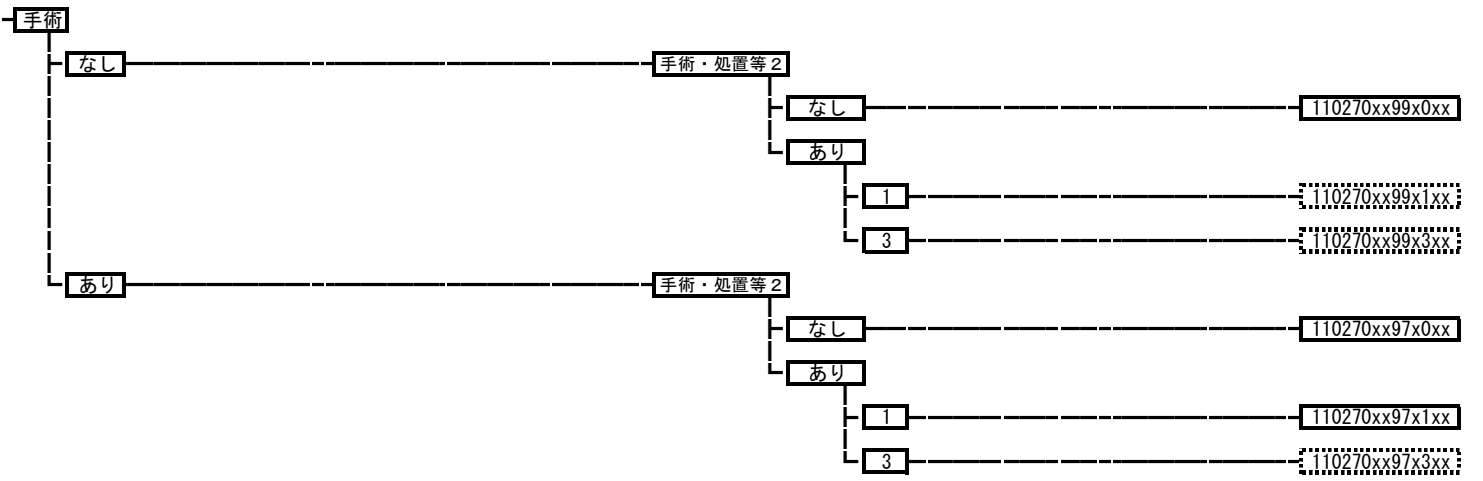 手術
なし 手術・処置等２
なし 110270xx99x0xx
あり
1 110270xx99x1xx
3 110270xx99x3xx
あり 手術・処置等２
なし 110270xx97x0xx
あり
1 110270xx97x1xx
3 110270xx97x3xx